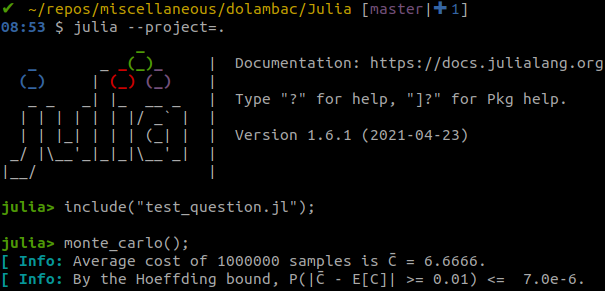 ✔ ~/repos/miscellaneous/dolambac/Julia [master|✚ 1]
08:53 $ julia --project=.
               _
   _       _ _(_)_     |  Documentation: https://docs.julialang.org
  (_)     | (_) (_)    |
   _ _   _| |_  __ _   |  Type "?" for help, "]?" for Pkg help.
  | | | | | | |/ _` |  |
  | | |_| | | | (_| |  |  Version 1.6.1 (2021-04-23)
 _/ |\__'_|_|_|\__'_|  |
|__/                   |
julia> include("test_question.jl");
julia> monte_carlo();
[ Info: Average cost of 1000000 samples is C̄ = 6.6666.
[ Info: By the Hoeffding bound, P(|C̄ - E[C]| >= 0.01) <=  7.0e-6.